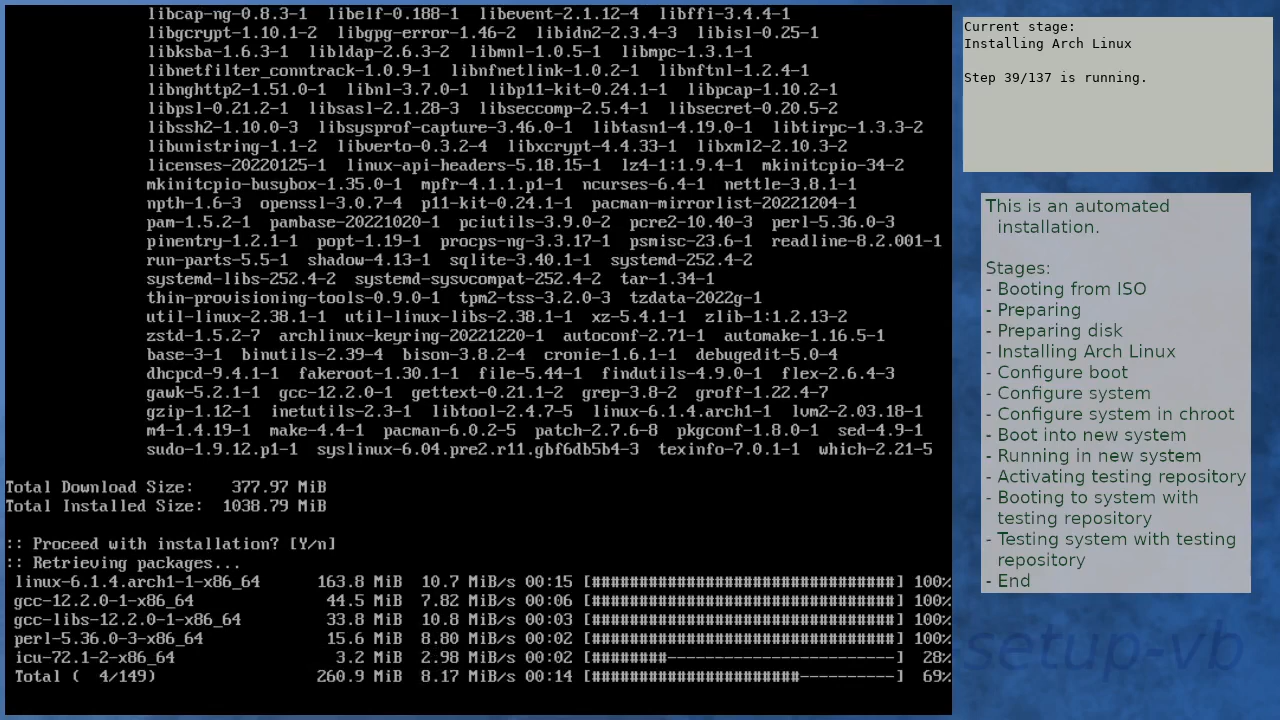 libcap-ng-0.8.3-1  libelf-0.188-1  libevent-2.1.12-4  libffi-3.4.4-1
libgcrypt-1.10.1-2  libgpg-error-1.46-2  libidn2-2.3.4-3  libisl-0.25-1
libksba-1.6.3-1  libldap-2.6.3-2  libmnl-1.0.5-1  libmpc-1.3.1-1
libnetfilter_conntrack-1.0.9-1  libnfnetlink-1.0.2-1  libnftnl-1.2.4-1
libnghttp2-1.51.0-1  libnl-3.7.0-1  libp11-kit-0.24.1-1  libpcap-1.10.2-1
libpsl-0.21.2-1  libsasl-2.1.28-3  libseccomp-2.5.4-1  libsecret-0.20.5-2
libssh2-1.10.0-3  libsysprof-capture-3.46.0-1  libtasn1-4.19.0-1  libtirpc-1.3.3-2
libunistring-1.1-2  libverto-0.3.2-4  libxcrypt-4.4.33-1  libxml2-2.10.3-2
licenses-20220125-1  linux-api-headers-5.18.15-1  lz4-1:1.9.4-1  mkinitcpio-34-2
mkinitcpio-busybox-1.35.0-1  mpfr-4.1.1.p1-1  ncurses-6.4-1  nettle-3.8.1-1
npth-1.6-3  openssl-3.0.7-4  p11-kit-0.24.1-1  pacman-mirrorlist-20221204-1
pam-1.5.2-1  pambase-20221020-1  pciutils-3.9.0-2  pcre2-10.40-3  perl-5.36.0-3
pinentry-1.2.1-1  popt-1.19-1  procps-ng-3.3.17-1  psmisc-23.6-1  readline-8.2.001-1
run-parts-5.5-1  shadow-4.13-1  sqlite-3.40.1-1  systemd-252.4-2
systemd-libs-252.4-2  systemd-sysvcompat-252.4-2  tar-1.34-1
thin-provisioning-tools-0.9.0-1  tpm2-tss-3.2.0-3  tzdata-2022g-1
util-linux-2.38.1-1  util-linux-libs-2.38.1-1  xz-5.4.1-1  zlib-1:1.2.13-2
zstd-1.5.2-7  archlinux-keyring-20221220-1  autoconf-2.71-1  automake-1.16.5-1
base-3-1  binutils-2.39-4  bison-3.8.2-4  cronie-1.6.1-1  debugedit-5.0-4
dhcpcd-9.4.1-1  fakeroot-1.30.1-1  file-5.44-1  findutils-4.9.0-1  flex-2.6.4-3
gawk-5.2.1-1  gcc-12.2.0-1  gettext-0.21.1-2  grep-3.8-2  groff-1.22.4-7
gzip-1.12-1  inetutils-2.3-1  libtool-2.4.7-5  linux-6.1.4.arch1-1  lvm2-2.03.18-1
m4-1.4.19-1  make-4.4-1  pacman-6.0.2-5  patch-2.7.6-8  pkgconf-1.8.0-1  sed-4.9-1
sudo-1.9.12.p1-1  syslinux-6.04.pre2.r11.gbf6db5b4-3  texinfo-7.0.1-1  which-2.21-5
Total Download Size:    377.97 MiB
Total Installed Size:  1038.79 MiB
:: Proceed with installation? [Y/n]
:: Retrieving packages...
linux-6.1.4.arch1-1-x86_64      163.8 MiB  10.7 MiB/s 00:15 [################################] 100%
gcc-12.2.0-1-x86_64              44.5 MiB  7.82 MiB/s 00:06 [################################] 100%
gcc-libs-12.2.0-1-x86_64         33.8 MiB  10.8 MiB/s 00:03 [################################] 100%
perl-5.36.0-3-x86_64             15.6 MiB  8.80 MiB/s 00:02 [################################] 100%
icu-72.1-2-x86_64                 3.2 MiB  2.98 MiB/s 00:02 [########------------------------]  28%
Total (  4/149)                 260.9 MiB  8.17 MiB/s 00:14 [######################----------]  69%
Current stage:
Installing Arch Linux
Step 39/137 is running.
This is an automated
installation.
Stages:
- Booting from ISO
- Preparing
- Preparing disk
- Installing Arch Linux
- Configure boot
- Configure system
- Configure system in chroot
- Boot into new system
- Running in new system
- Activating testing repository
- Booting to system with
testing repository
- Testing system with testing
repository
- End
setup-vb